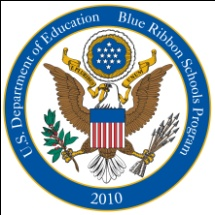 U.S. Department of Education Blue Ribbon Schools Program
2010